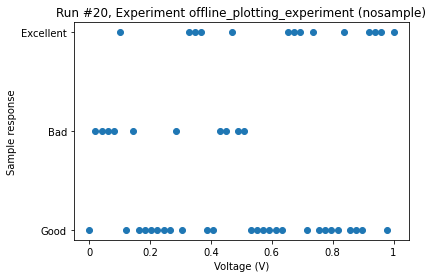 Run #20, Experiment offline_plotting_experiment (nosample)
Excellent
Bad
Good
Sample response
0
0.2
0.4
0.6
0.8
1
Voltage (V)